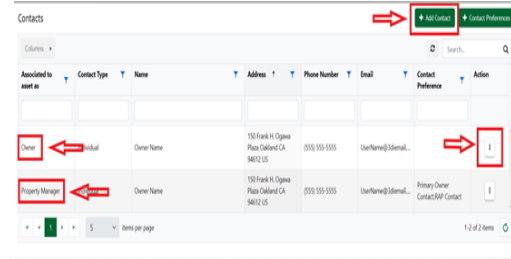 Contacts
+ Add Contact
+ Contact Preferences
Columns
Search...
Associated to
asset as
Contact Type
Name
Address ↑
Phone Number
Email
Contact
Preference
Action
Owner
Owner Name
150 Frank H. Ogawa
Plaza Oakland CA
94612 US
(555) 555-5555
UserName@3diemail...
Property Manager
Owner Name
150 Frank H. Ogawa
Plaza Oakland CA
94612 US
(555) 555-5555
UserName@3diemail...
Primary Owner
Contact,RAP Contact
1
5
items per page
1-2 of 2 items